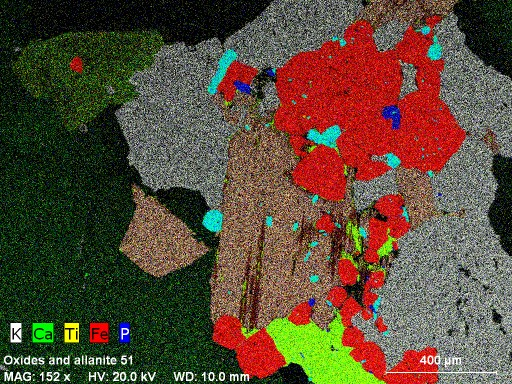 K Ca Ti Fe P
Oxides and allanite 51
400 µm
MAG: 152 x HV: 20.0 kV WD: 10.0 mm